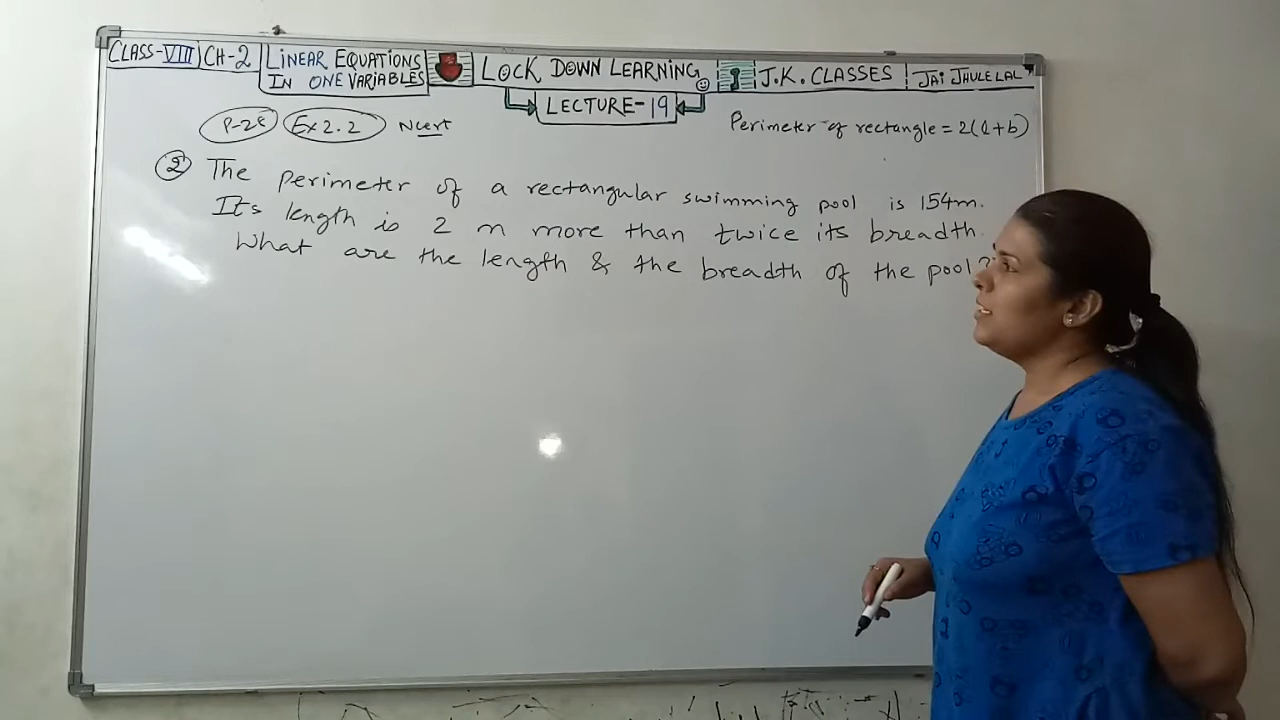 CLASS-VIII CH-2 LINEAR EQUATIONS IN ONE VARIABLES LOCK DOWN LEARNING J.K. CLASSES JAI JHULELAL
LECTURE-19
P-28 Ex 2.2 Ncert Perimeter of rectangle = 2(l+b)
2 The perimeter of a rectangular swimming pool is 154m.
Its length is 2 m more than twice its breadth.
What are the length & the breadth of the pool?